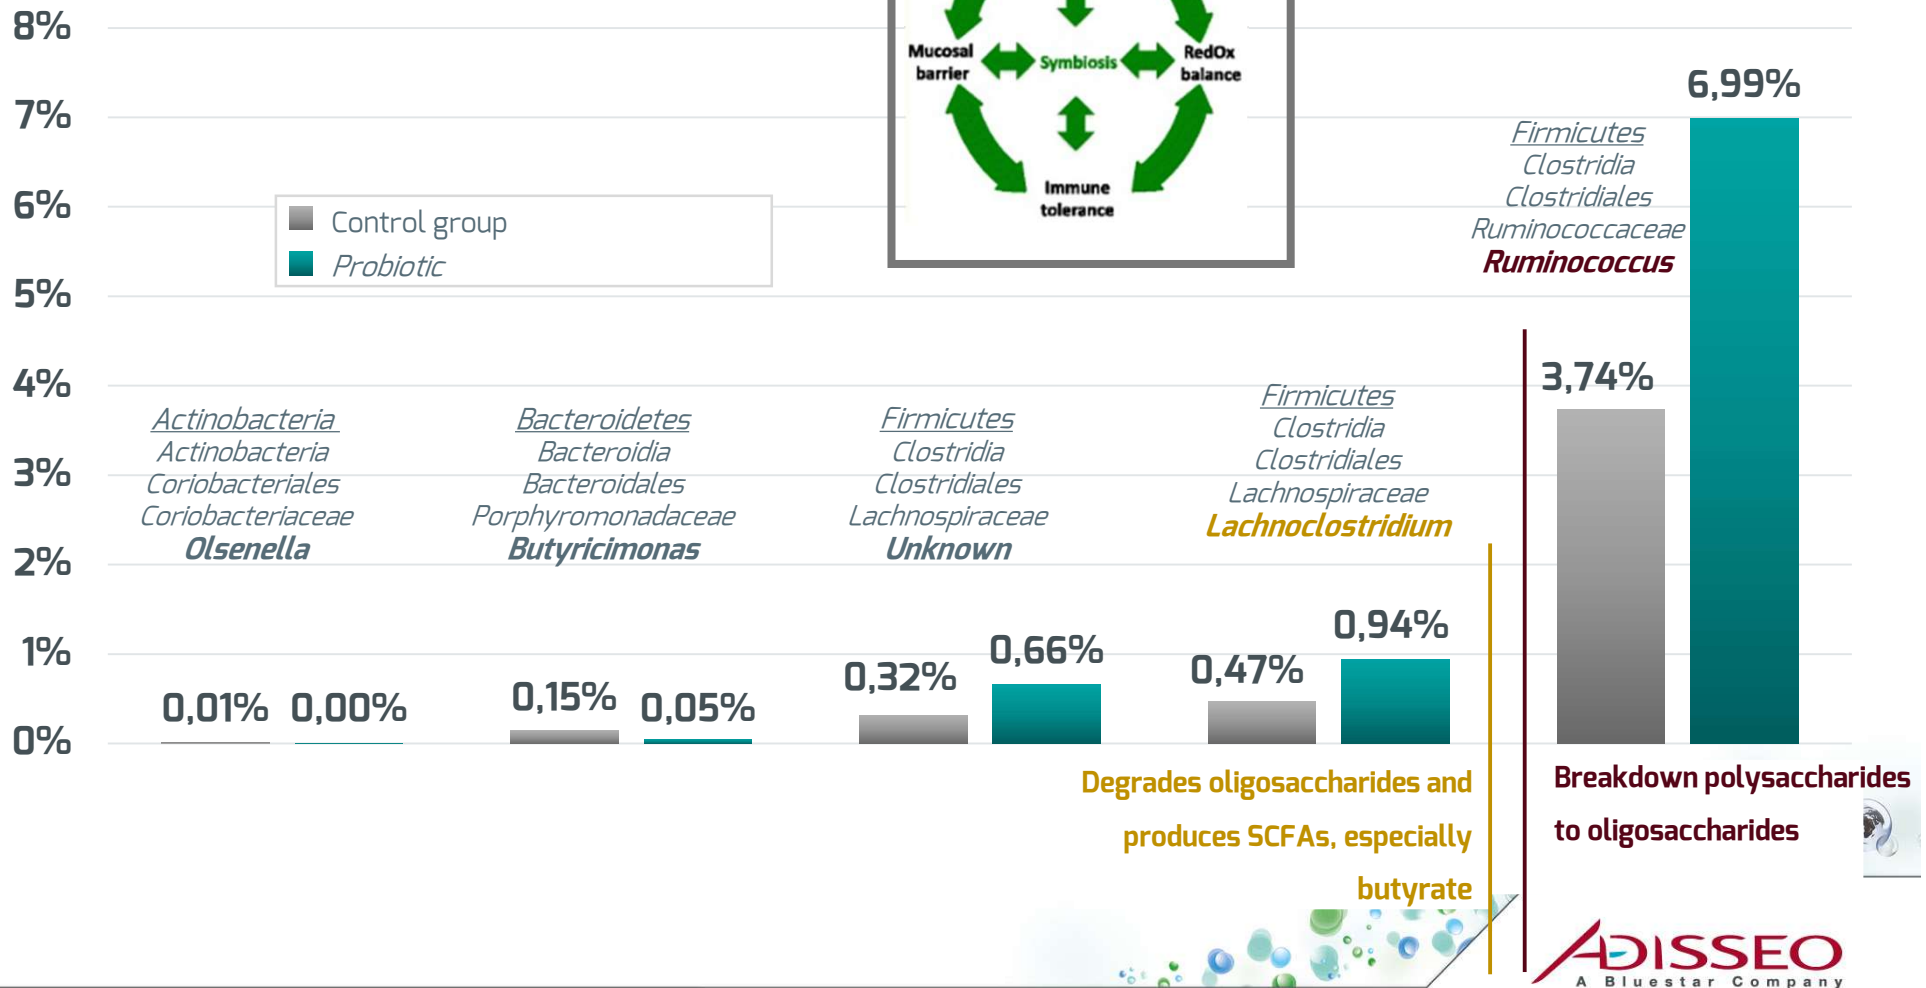 8%
7%
6%
5%
4%
3%
2%
1%
0%
Mucosal
barrier
Symbiosis
RedOx
balance
Immune
tolerance
Control group
Probiotic
Actinobacteria
Actinobacteria
Coriobacteriales
Coriobacteriaceae
Olsenella
0,01%
0,00%
Bacteroidetes
Bacteroidia
Bacteroidales
Porphyromonadaceae
Butyricimonas
0,15%
0,05%
Firmicutes
Clostridia
Clostridiales
Lachnospiraceae
Unknown
0,32%
0,66%
Firmicutes
Clostridia
Clostridiales
Lachnospiraceae
Lachnoclostridium
0,47%
0,94%
Firmicutes
Clostridia
Clostridiales
Ruminococcaceae
Ruminococcus
3,74%
6,99%
Degrades oligosaccharides and
produces SCFAs, especially
butyrate
Breakdown polysaccharides
to oligosaccharides
ADISSEO
A Bluestar Company